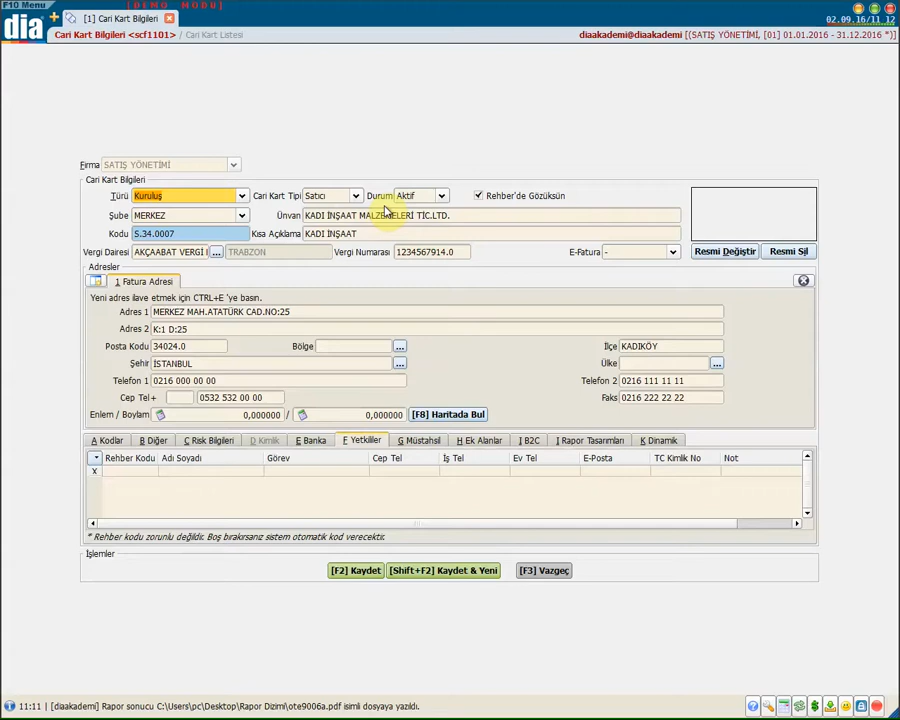 F10 Menu [DEMO MODU]
dia [1] Cari Kart Bilgileri 02.09.16/11 12
Cari Kart Bilgileri <scf1101> / Cari Kart Listesi diaakademi@diaakademi [(SATIŞ YÖNETİMİ, [01] 01.01.2016 - 31.12.2016 *)]
Firma SATIŞ YÖNETİMİ
Cari Kart Bilgileri
Türü Kuruluş Cari Kart Tipi Satıcı Durum Aktif Rehber'de Gözüksün
Şube MERKEZ Ünvan KADI İNŞAAT MALZEMELERİ TİC.LTD.
Kodu S.34.0007 Kısa Açıklama KADI İNŞAAT
Vergi Dairesi AKÇAABAT VERGİ ... TRABZON Vergi Numarası 1234567914.0 E-Fatura - Resmi Değiştir Resmi Sil
Adresler
1 Fatura Adresi
Yeni adres ilave etmek için CTRL+E 'ye basın.
Adres 1 MERKEZ MAH.ATATÜRK CAD.NO:25
Adres 2 K:1 D:25
Posta Kodu 34024.0 Bölge ... İlçe KADIKÖY
Şehir İSTANBUL ... Ülke ...
Telefon 1 0216 000 00 00 Telefon 2 0216 111 11 11
Cep Tel+ 0532 532 00 00 Faks 0216 222 22 22
Enlem / Boylam 0,000000 / 0,000000 [F8] Haritada Bul
A Kodlar B Diğer C Risk Bilgileri D Kimlik E Banka F Yetkililer G Müstahsil H Ek Alanlar I B2C I Rapor Tasarımları K Dinamik
Rehber Kodu Adı Soyadı Görev Cep Tel İş Tel Ev Tel E-Posta TC Kimlik No Not
X
* Rehber kodu zorunlu değildir. Boş bırakırsanız sistem otomatik kod verecektir.
İşlemler
[F2] Kaydet [Shift+F2] Kaydet & Yeni [F3] Vazgeç
11:11 | [diaakademi] Rapor sonucu C:\Users\pc\Desktop\Rapor Dizimi\ote9006a.pdf isimli dosyaya yazıldı.